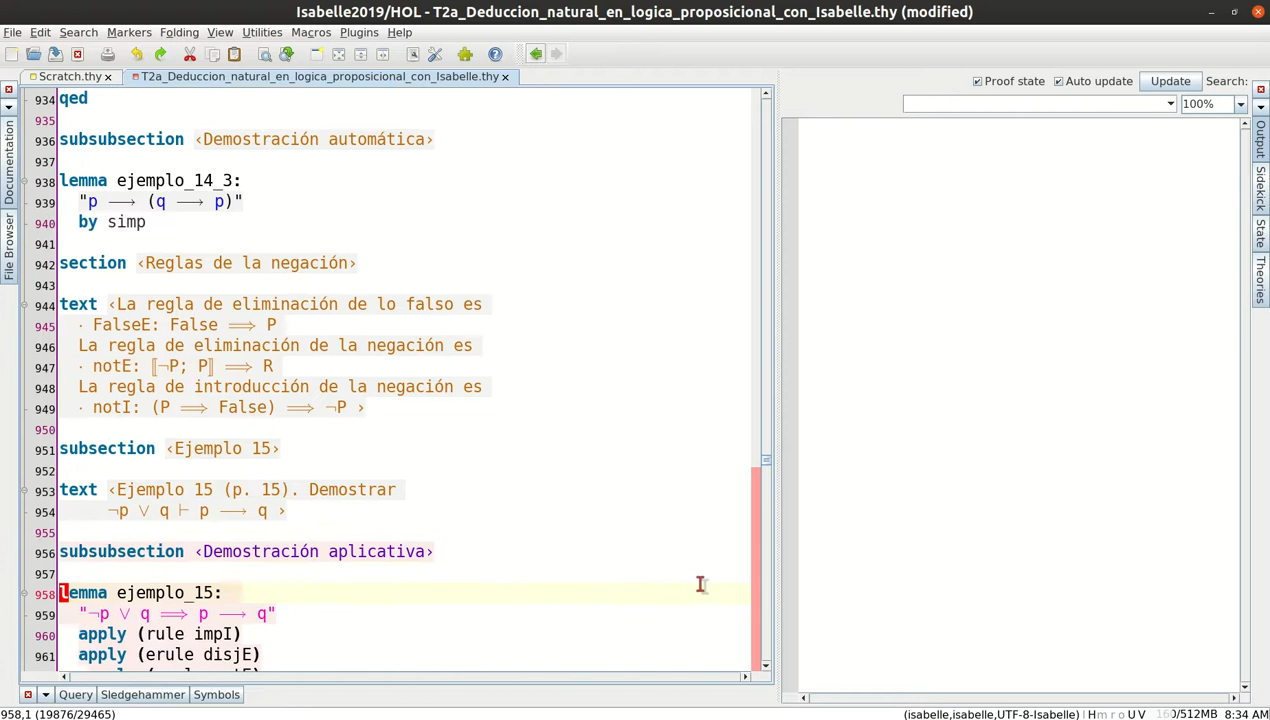 Isabelle2019/HOL - T2a_Deduccion_natural_en_logica_proposicional_con_Isabelle.thy (modified)
File Edit Search Markers Folding View Utilities Macros Plugins Help
Scratch.thy
T2a_Deduccion_natural_en_logica_proposicional_con_Isabelle.thy
Proof state Auto update Update Search:
100%
Documentation
File Browser
934 qed
935
936 subsubsection ‹Demostración automática›
937
938 lemma ejemplo_14_3:
939 "p ⟶ (q ⟶ p)"
940 by simp
941
942 section ‹Reglas de la negación›
943
944 text ‹La regla de eliminación de lo falso es
945 · FalseE: False ⟹ P
946 La regla de eliminación de la negación es
947 · notE: ⟦¬P; P⟧ ⟹ R
948 La regla de introducción de la negación es
949 · notI: (P ⟹ False) ⟹ ¬P ›
950
951 subsection ‹Ejemplo 15›
952
953 text ‹Ejemplo 15 (p. 15). Demostrar
954 ¬p ∨ q ⊢ p ⟶ q ›
955
956 subsubsection ‹Demostración aplicativa›
957
958 lemma ejemplo_15:
959 "¬p ∨ q ⟹ p ⟶ q"
960 apply (rule impI)
961 apply (erule disjE)
Output
Sidekick
State
Theories
Query Sledgehammer Symbols
958,1 (19876/29465)
(isabelle,isabelle,UTF-8-Isabelle) H m r o U V /512MB 8:34 AM